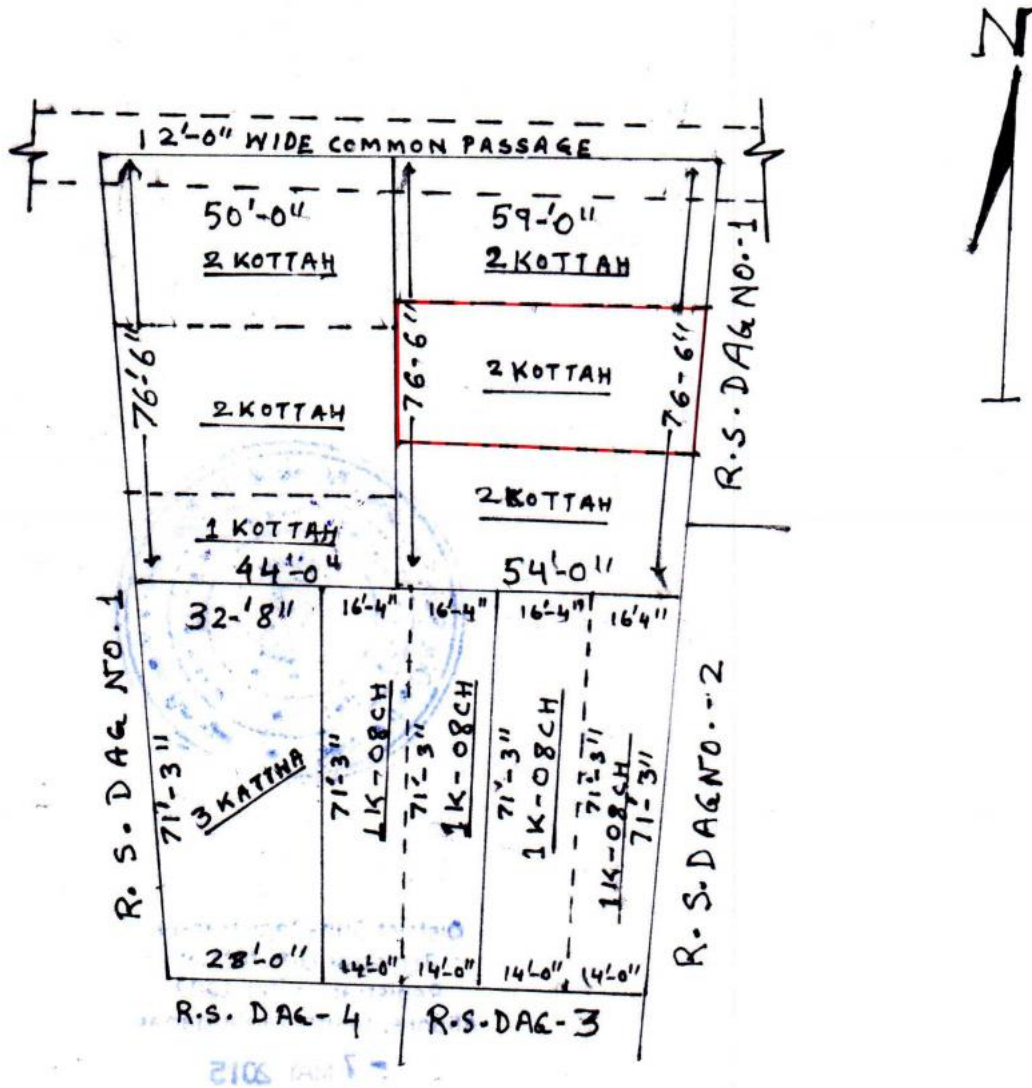 N
12'-0" WIDE COMMON PASSAGE
50'-0"
59'-0"
2 KOTTAH
2 KOTTAH
R.S. DAG NO.-1
76'-6"
76-6"
76-6"
2 KOTTAH
2 KOTTAH
2 KOTTAH
1 KOTTAH
44'-0"
54'-0"
R. S. DAG NO. 1
32-'8"
16'-4"
16'-4"
16'-4"
16'4"
71'-3"
3 KATTHA
71'-3"
1K-08CH
71'-3"
1K-08CH
71'-3"
1K-08CH
71'-3"
1K-08CH
71'-3"
R.S. DAG NO.-2
28'-0"
14'-0"
14'-0"
14'-0"
14'-0"
R.S. DAG-4
R.S. DAG-3
2012